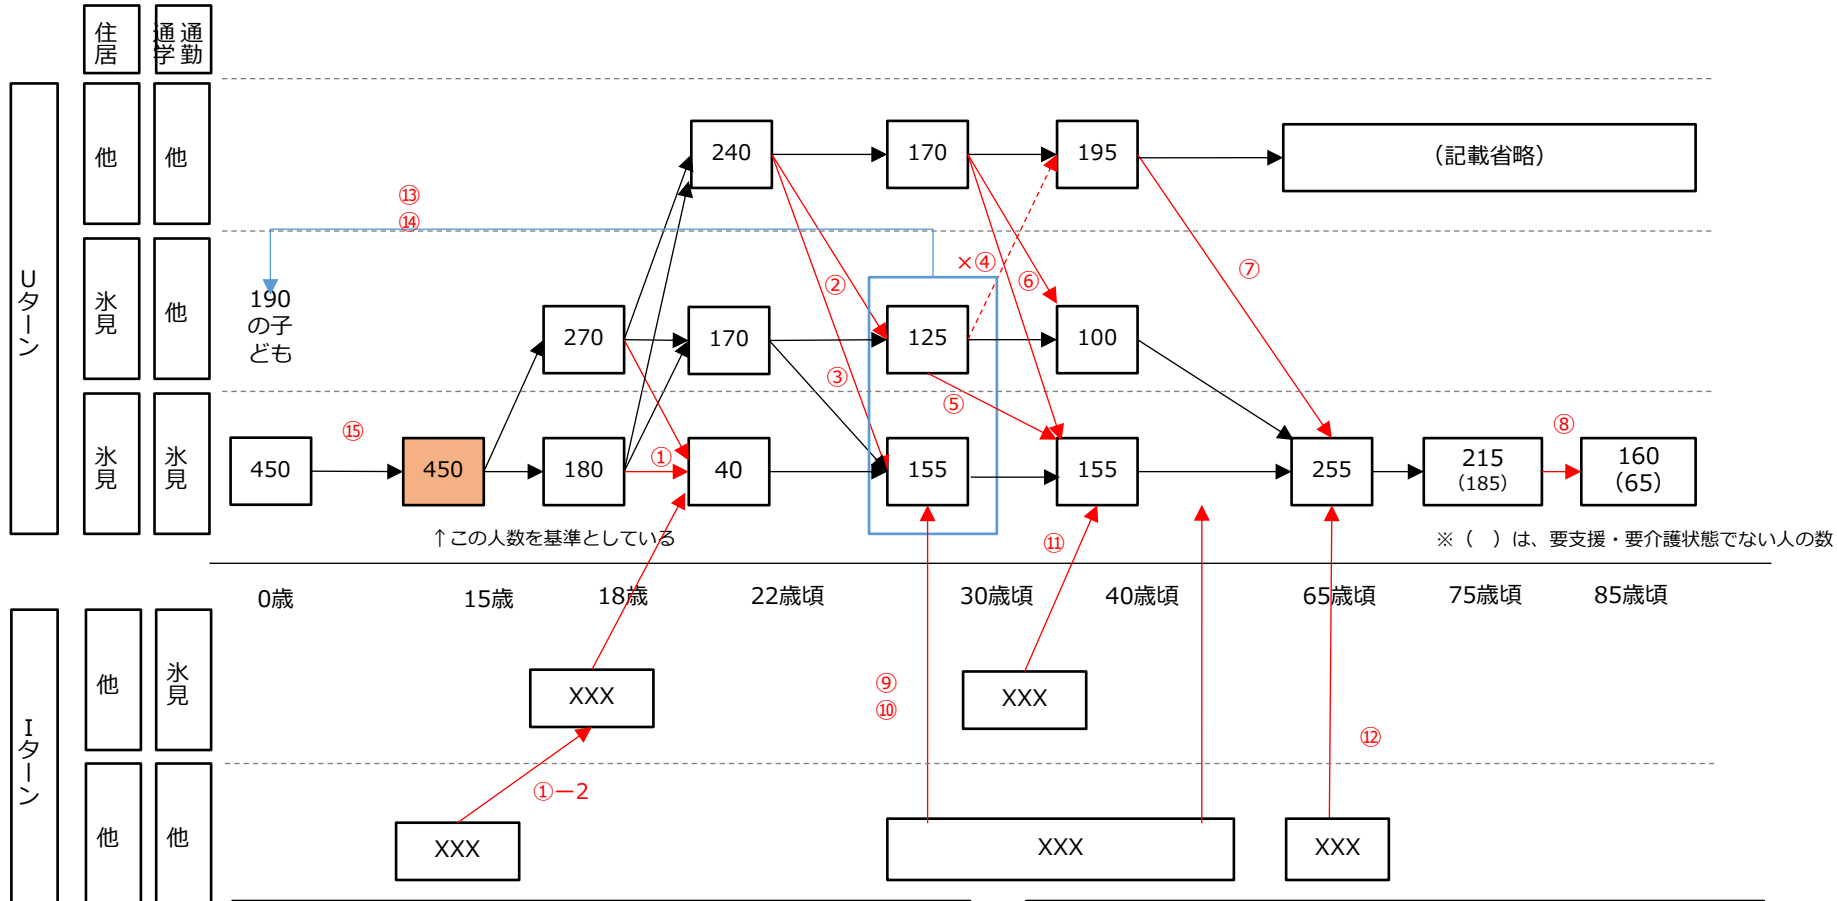 住居
通学
通勤
Uターン
他
他
240
170
195
（記載省略）
⑬
⑭
氷見
他
190
の子
ども
270
170
②
125
×④
⑥
100
⑦
氷見
氷見
450
⑮
450
180
①
40
③
155
⑤
155
255
215
（185）
⑧
160
（65）
↑この人数を基準としている
⑪
※（　）は、要支援・要介護状態でない人の数
0歳
15歳
18歳
22歳頃
30歳頃
40歳頃
65歳頃
75歳頃
85歳頃
Iターン
他
氷見
XXX
⑨
⑩
XXX
⑫
他
他
①ー2
XXX
XXX
XXX